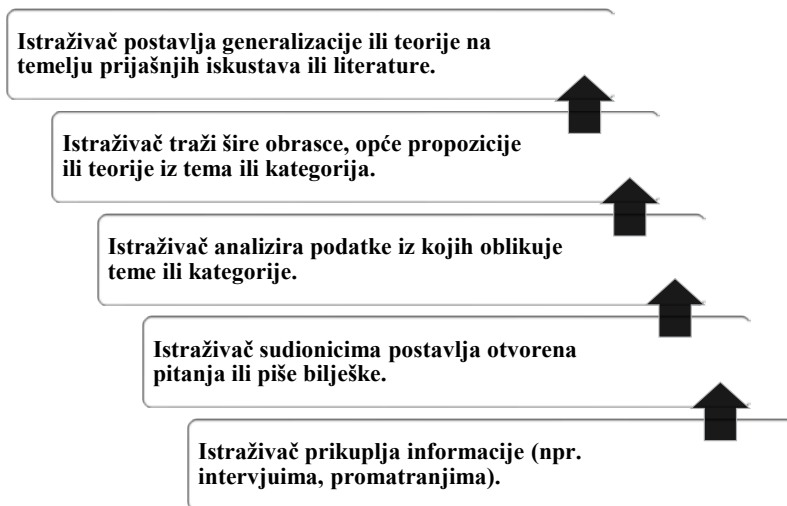 Istraživač postavlja generalizacije ili teorije na
temelju prijašnjih iskustava ili literature.
Istraživač traži šire obrasce, opće propozicije
ili teorije iz tema ili kategorija.
Istraživač analizira podatke iz kojih oblikuje
teme ili kategorije.
Istraživač sudionicima postavlja otvorena
pitanja ili piše bilješke.
Istraživač prikuplja informacije (npr.
intervjuima, promatranjima).